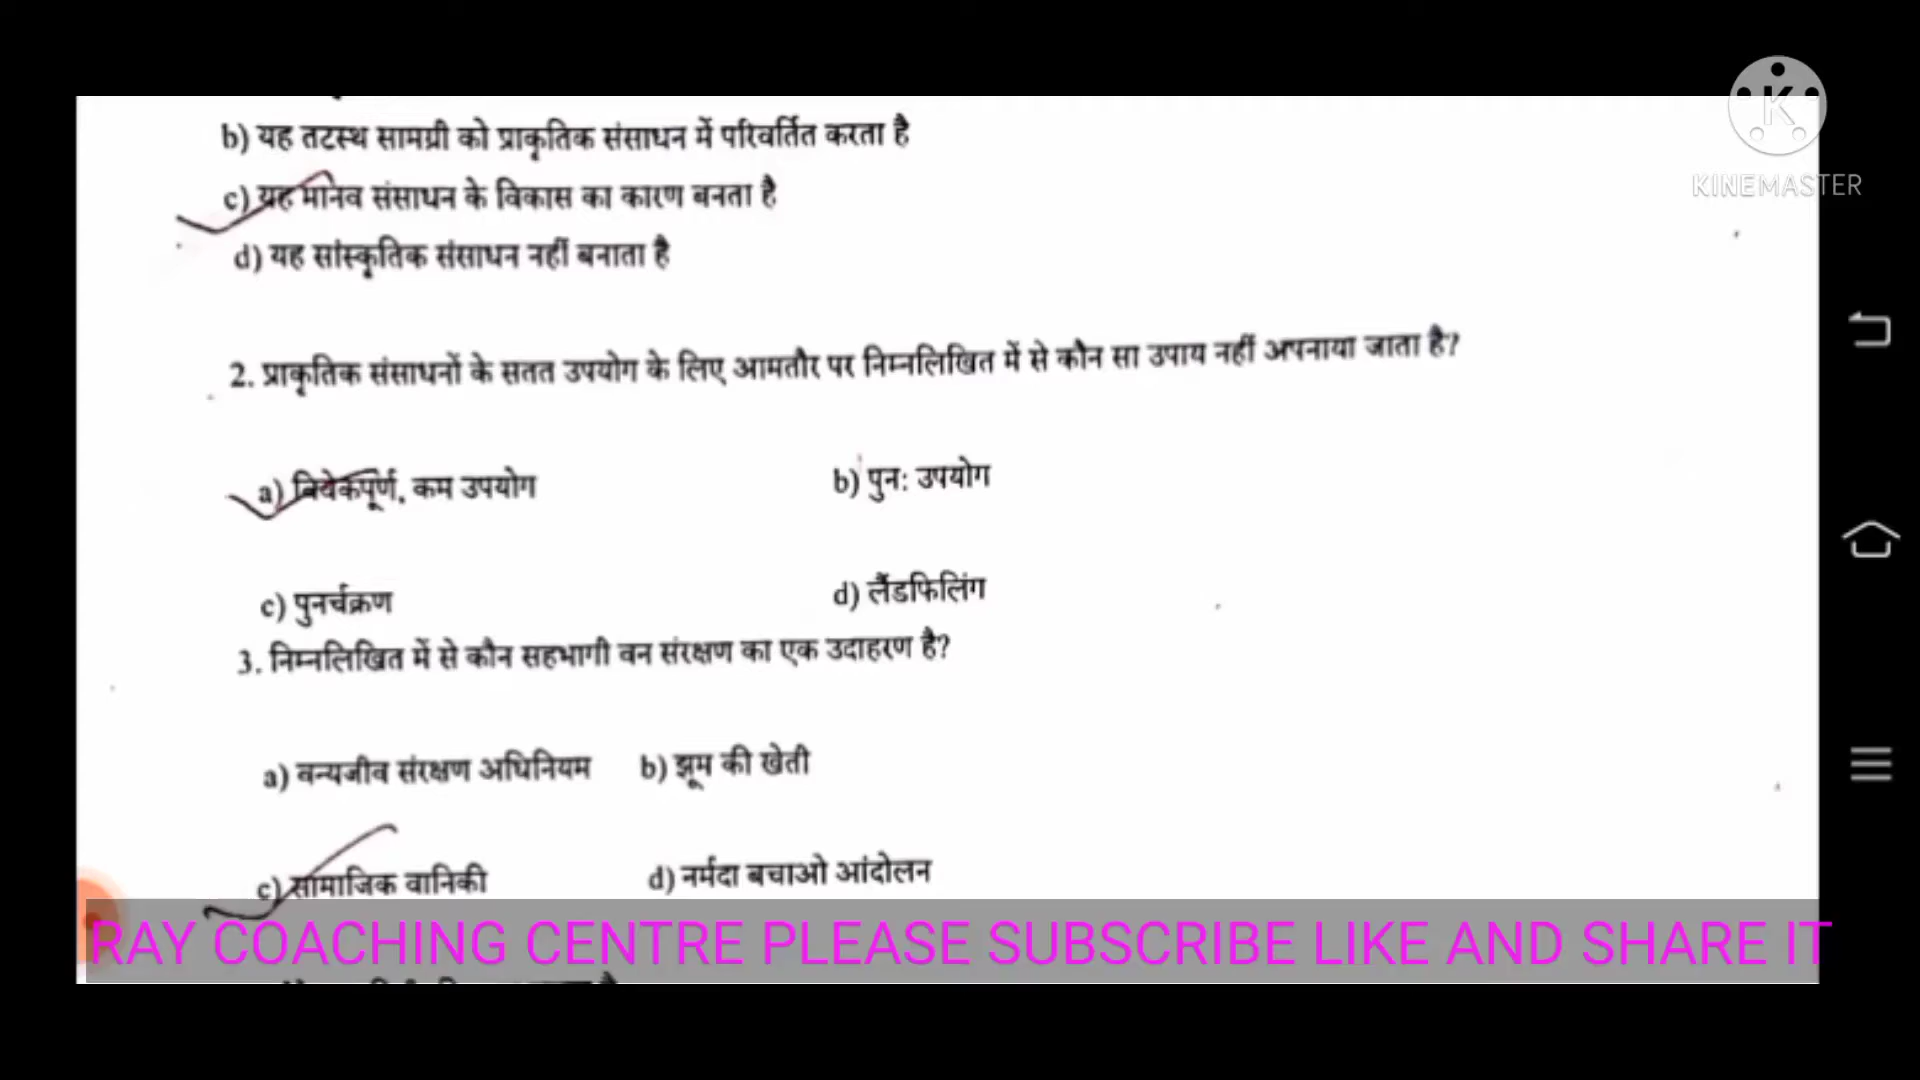 KINEMASTER
b) यह तटस्थ सामग्री को प्राकृतिक संसाधन में परिवर्तित करता है
c) यह मानव संसाधन के विकास का कारण बनता है
d) यह सांस्कृतिक संसाधन नहीं बनाता है
2. प्राकृतिक संसाधनों के सतत उपयोग के लिए आमतौर पर निम्नलिखित में से कौन सा उपाय नहीं अपनाया जाता है?
a) विवेकपूर्ण, कम उपयोग b) पुन: उपयोग
c) पुनर्चक्रण d) लैंडफिलिंग
3. निम्नलिखित में से कौन सहभागी वन संरक्षण का एक उदाहरण है?
a) वन्यजीव संरक्षण अधिनियम b) झूम की खेती
c) सामाजिक वानिकी d) नर्मदा बचाओ आंदोलन
RAY COACHING CENTRE PLEASE SUBSCRIBE LIKE AND SHARE IT